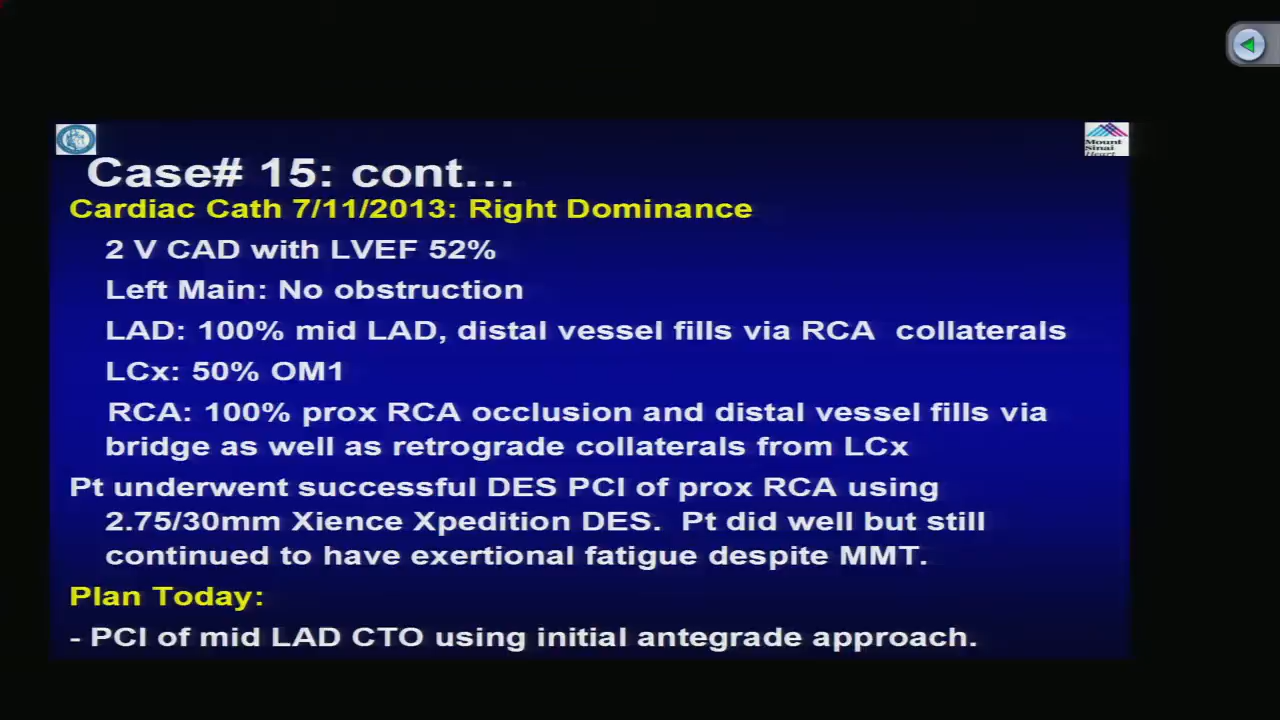 Mount
Sinai
Heart
Case# 15: cont…
Cardiac Cath 7/11/2013: Right Dominance
2 V CAD with LVEF 52%
Left Main: No obstruction
LAD: 100% mid LAD, distal vessel fills via RCA collaterals
LCx: 50% OM1
RCA: 100% prox RCA occlusion and distal vessel fills via
bridge as well as retrograde collaterals from LCx
Pt underwent successful DES PCI of prox RCA using
2.75/30mm Xience Xpedition DES. Pt did well but still
continued to have exertional fatigue despite MMT.
Plan Today:
- PCI of mid LAD CTO using initial antegrade approach.